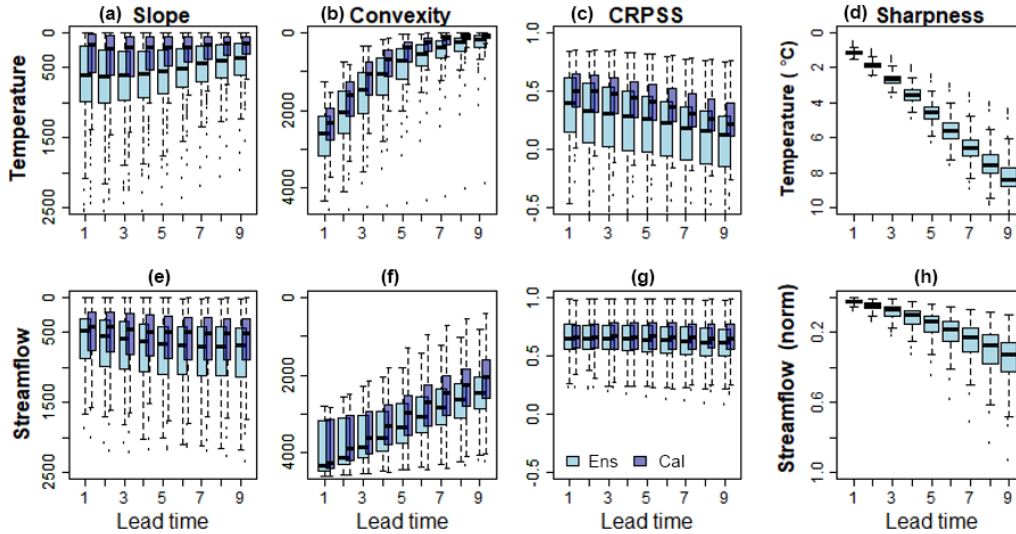 (a) Slope
(b) Convexity
(c) CRPSS
(d) Sharpness
Temperature
500
1500
2500
1 3 5 7 9
0
2000
4000
1 3 5 7 9
-0.5 0.0 0.5 1.0
1 3 5 7 9
Temperature ( °C)
0
2
4
6
8
10
1 3 5 7 9
(e)
(f)
(g)
(h)
Streamflow
0
500
1500
2500
1 3 5 7 9
Lead time
0
2000
4000
1 3 5 7 9
Lead time
-0.5 0.0 0.5 1.0
Ens Cal
1 3 5 7 9
Lead time
Streamflow (norm)
0.2
0.6
1.0
1 3 5 7 9
Lead time